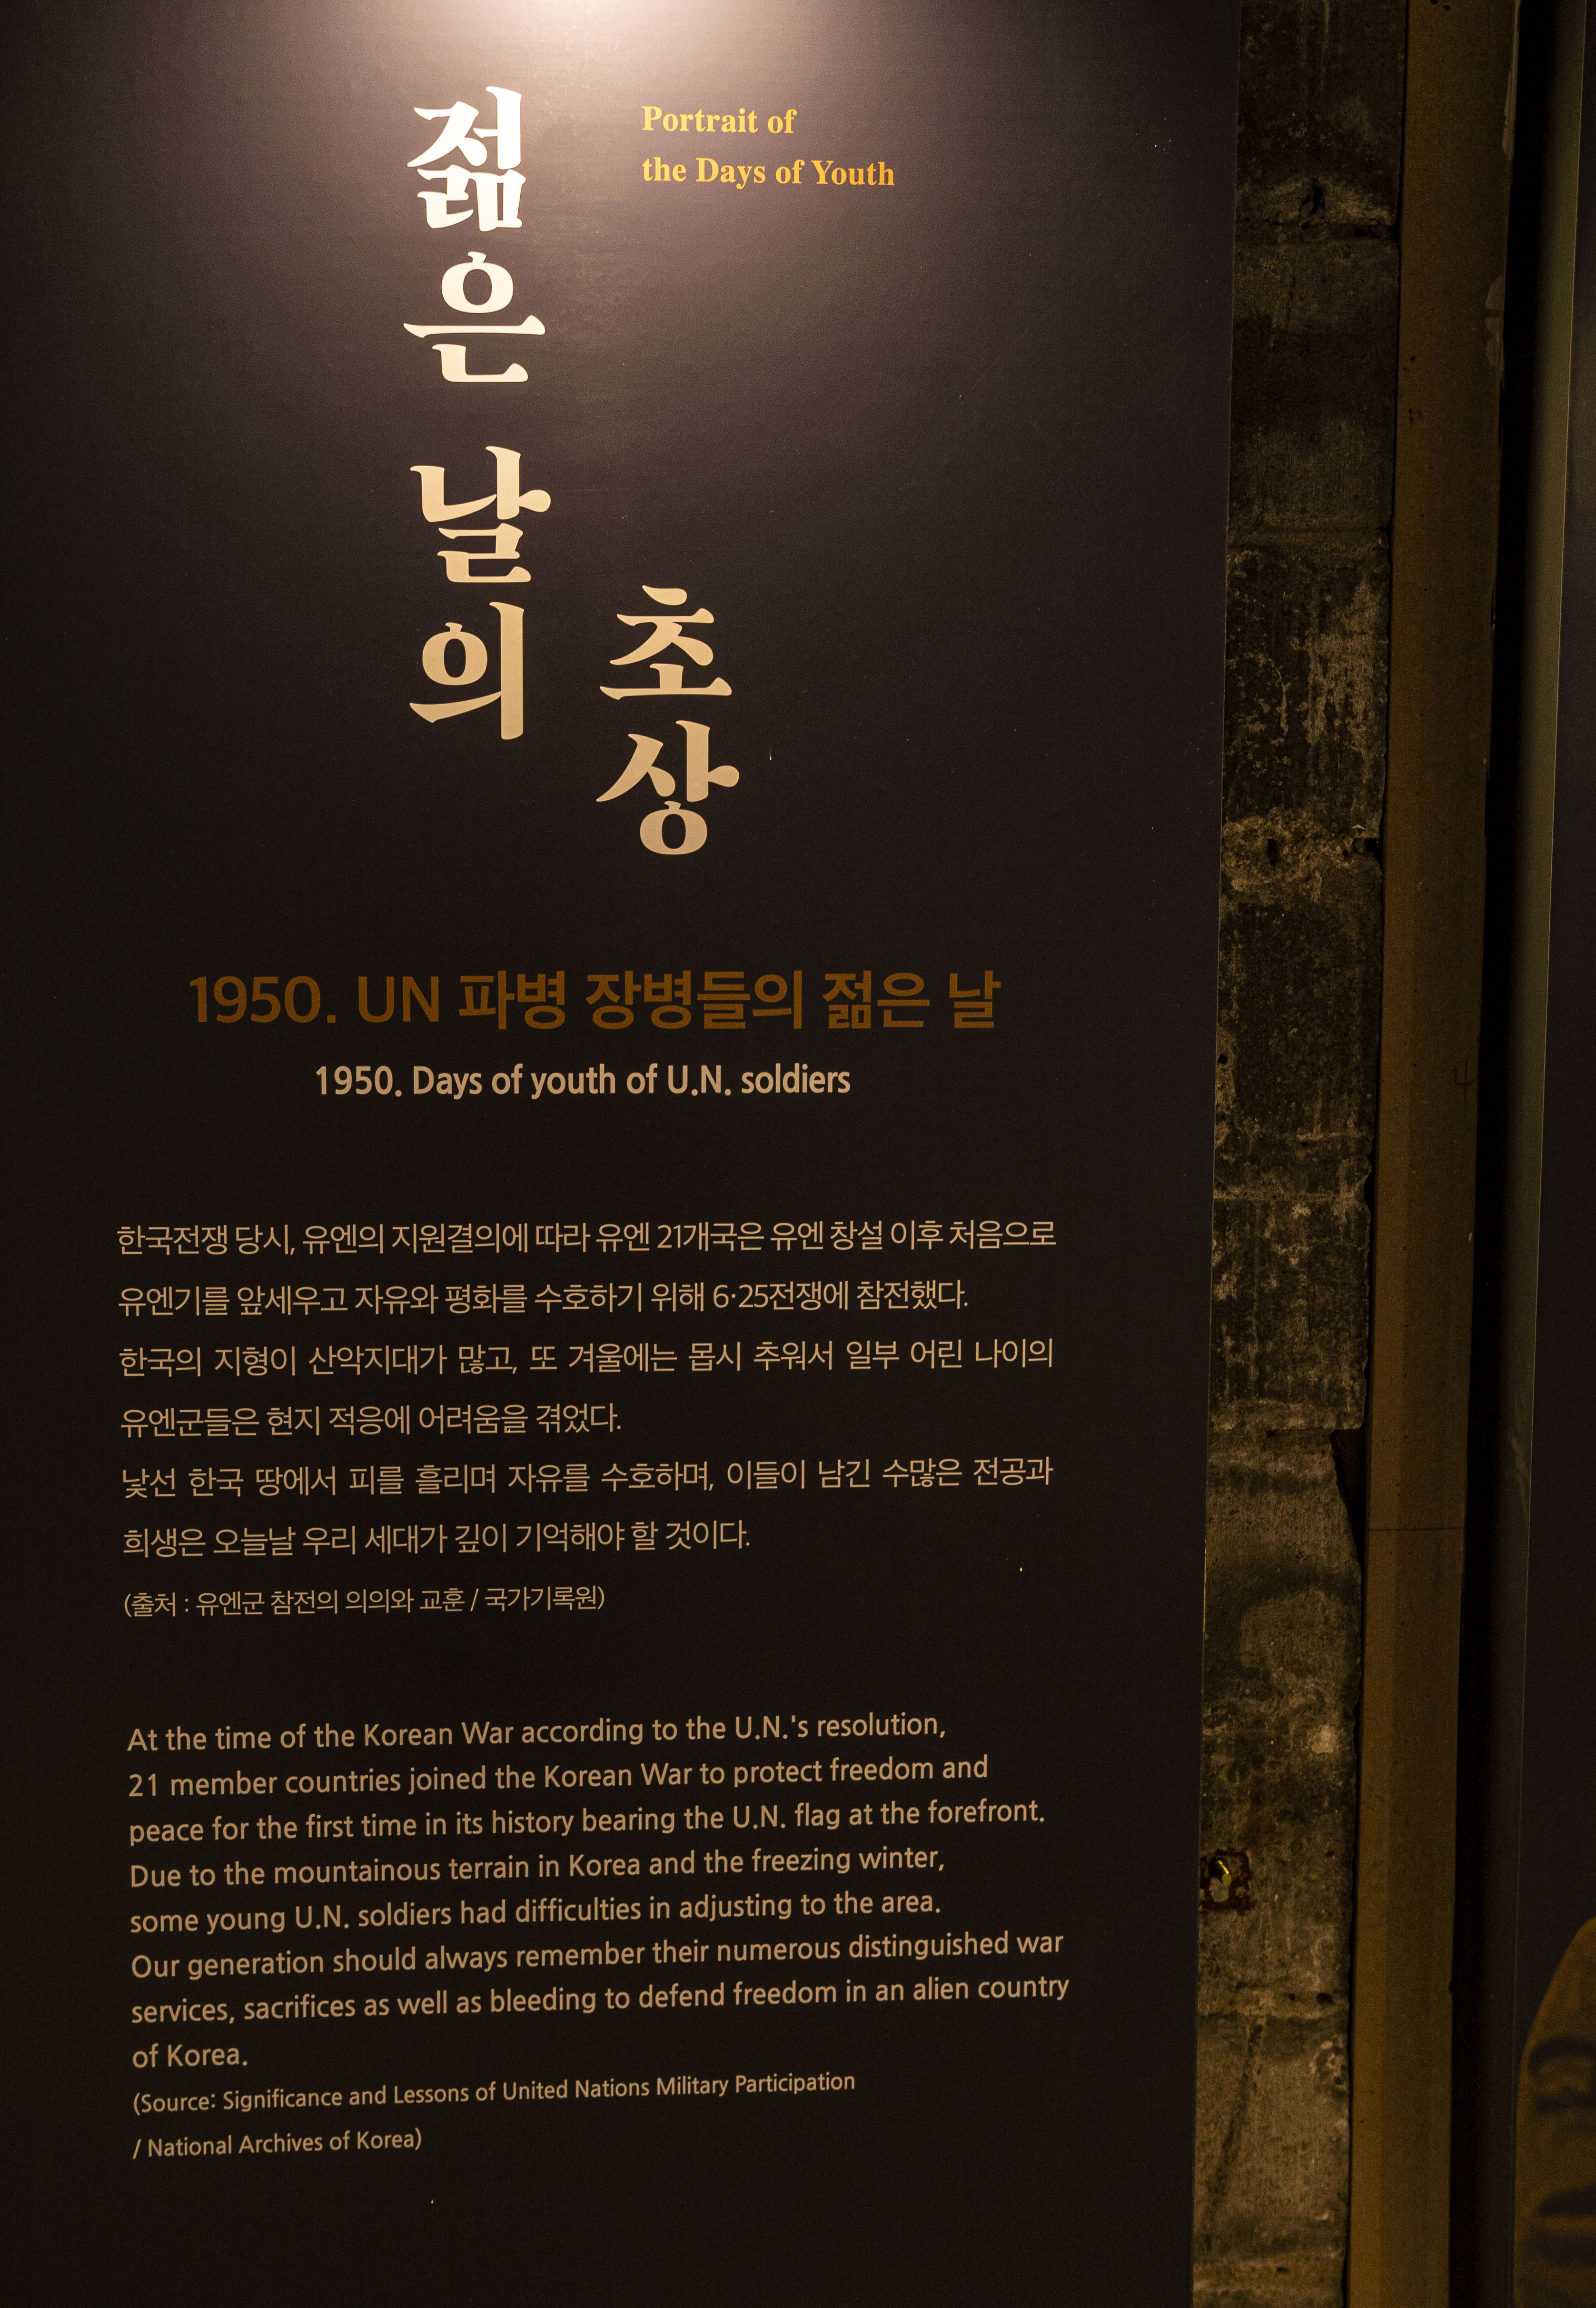 젊은 날의
초상
Portrait of
the Days of Youth
1950. UN 파병 장병들의 젊은 날
1950. Days of youth of U.N. soldiers
한국전쟁 당시, 유엔의 지원결의에 따라 유엔 21개국은 유엔 창설 이후 처음으로
유엔기를 앞세우고 자유와 평화를 수호하기 위해 6·25전쟁에 참전했다.
한국의 지형이 산악지대가 많고, 또 겨울에는 몹시 추워서 일부 어린 나이의
유엔군들은 현지 적응에 어려움을 겪었다.
낯선 한국 땅에서 피를 흘리며 자유를 수호하며, 이들이 남긴 수많은 전공과
희생은 오늘날 우리 세대가 깊이 기억해야 할 것이다.
(출처 : 유엔군 참전의 의의와 교훈 / 국가기록원)
At the time of the Korean War according to the U.N.'s resolution,
21 member countries joined the Korean War to protect freedom and
peace for the first time in its history bearing the U.N. flag at the forefront.
Due to the mountainous terrain in Korea and the freezing winter,
some young U.N. soldiers had difficulties in adjusting to the area.
Our generation should always remember their numerous distinguished war
services, sacrifices as well as bleeding to defend freedom in an alien country
of Korea.
(Source: Significance and Lessons of United Nations Military Participation
/ National Archives of Korea)